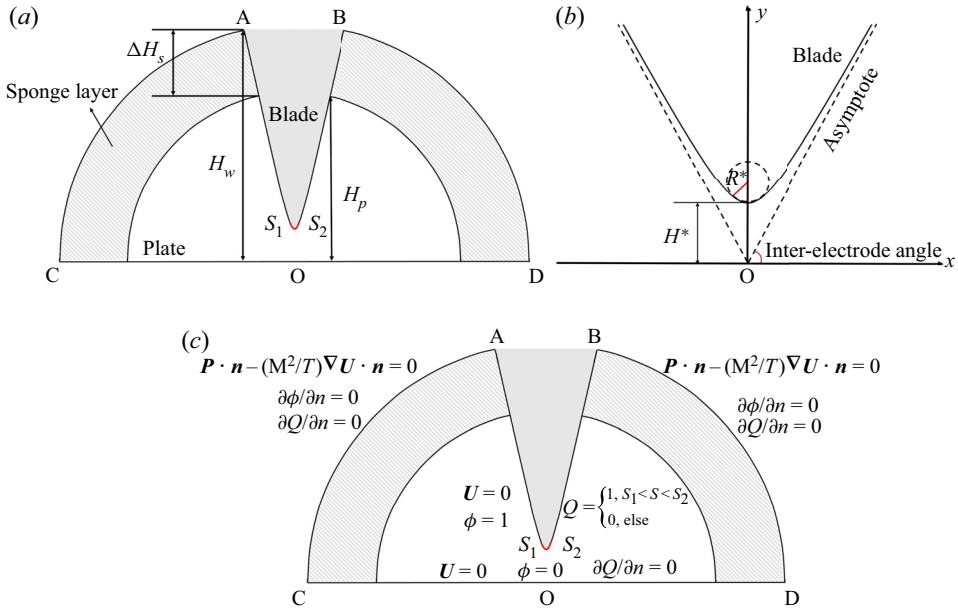 (a)
A
B
ΔH_s
Sponge layer
Blade
H_w
H_p
S_1
S_2
Plate
C
O
D
(b)
y
Blade
Asymptote
R*
H*
Inter-electrode angle
O
x
(c)
A
B
P · n – (M²/T)∇U · n = 0
∂ϕ/∂n = 0
∂Q/∂n = 0
P · n – (M²/T)∇U · n = 0
∂ϕ/∂n = 0
∂Q/∂n = 0
U = 0
ϕ = 1
Q = {1, S_1 < S < S_2
0, else
S_1
S_2
U = 0
ϕ = 0
∂Q/∂n = 0
C
O
D